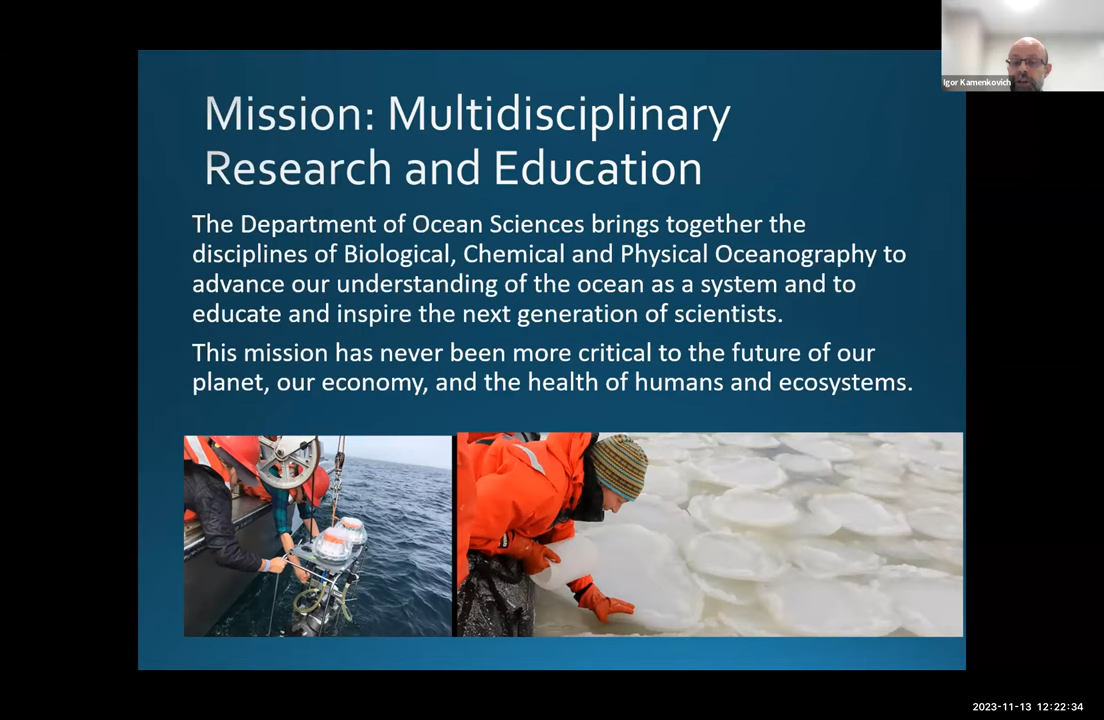 Igor Kamenkovich
Mission: Multidisciplinary
Research and Education
The Department of Ocean Sciences brings together the
disciplines of Biological, Chemical and Physical Oceanography to
advance our understanding of the ocean as a system and to
educate and inspire the next generation of scientists.
This mission has never been more critical to the future of our
planet, our economy, and the health of humans and ecosystems.
2023-11-13 12:22:34